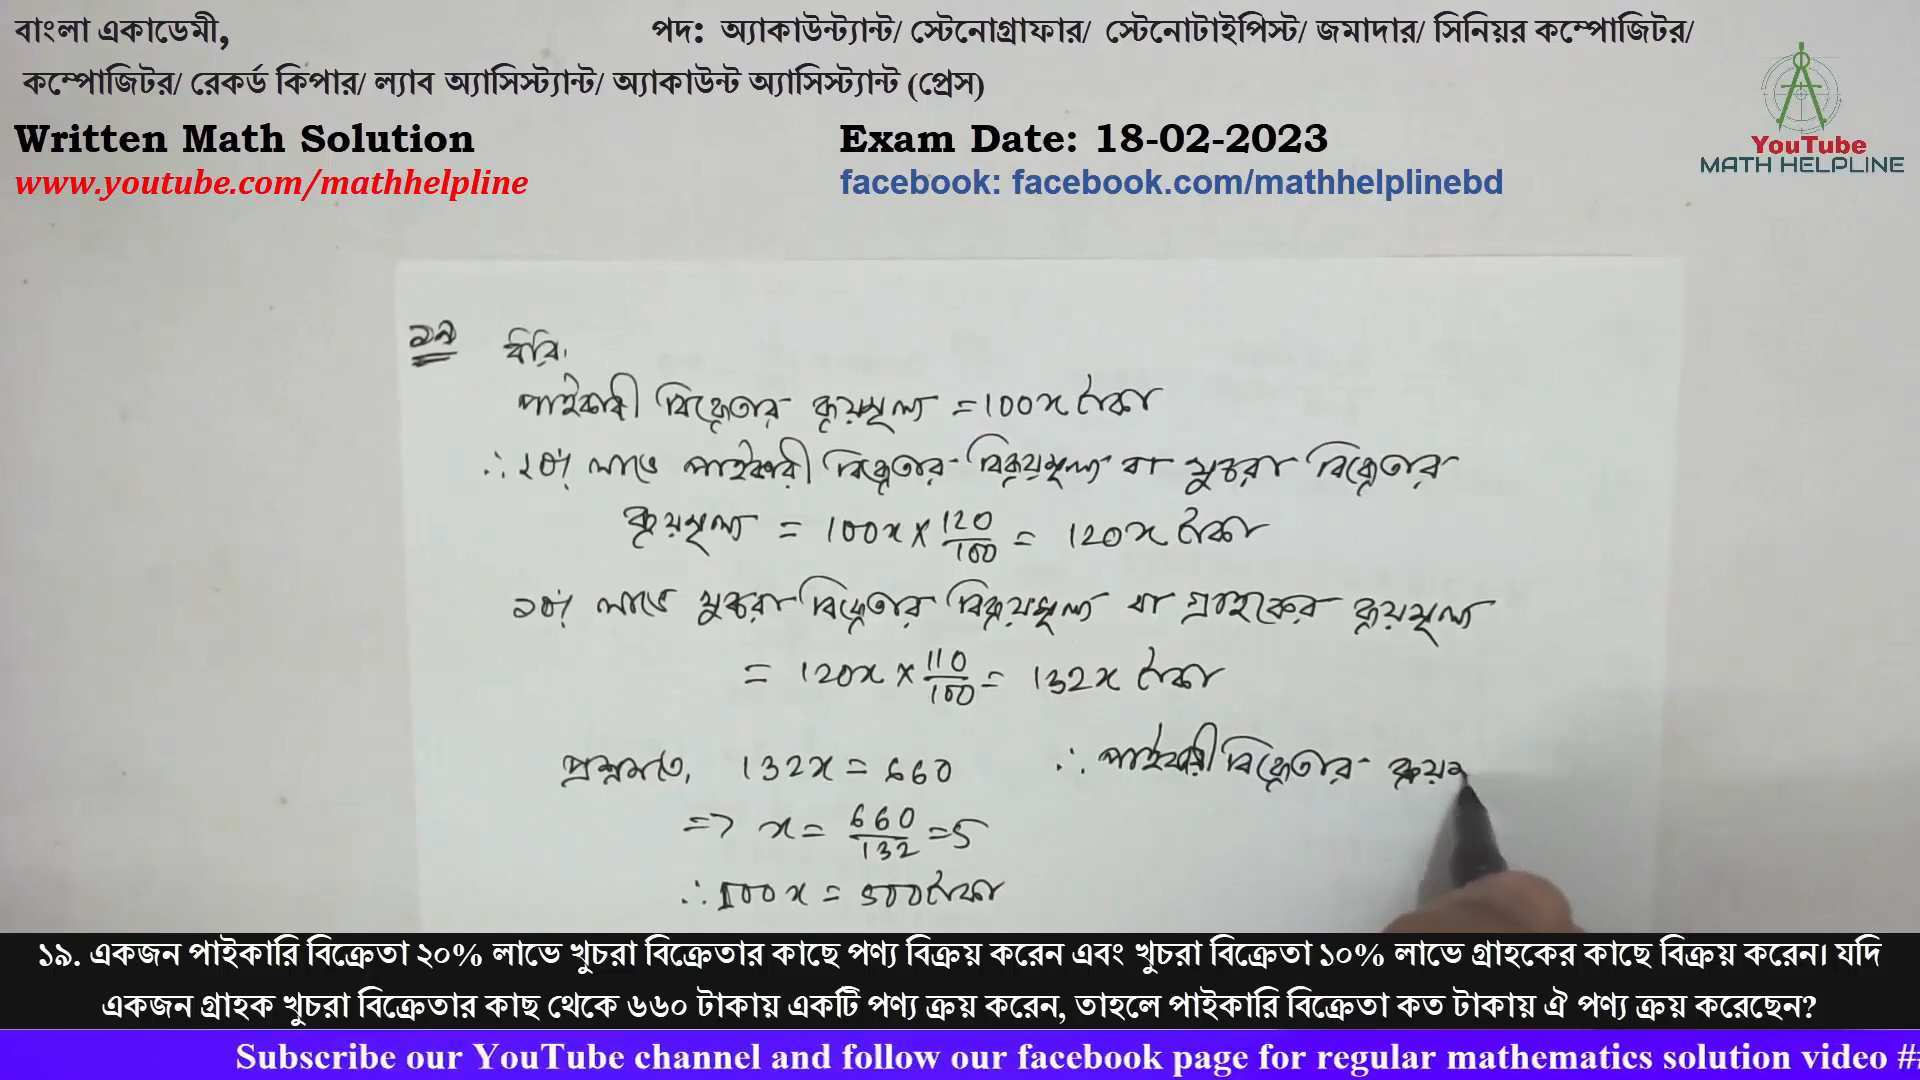 বাংলা একাডেমী, পদ: অ্যাকাউন্ট্যান্ট/ স্টেনোগ্রাফার/ স্টেনোটাইপিস্ট/ জমাদার/ সিনিয়র কম্পোজিটর/
কম্পোজিটর/ রেকর্ড কিপার/ ল্যাব অ্যাসিস্ট্যান্ট/ অ্যাকাউন্ট অ্যাসিস্ট্যান্ট (প্রেস)
Written Math Solution Exam Date: 18-02-2023
www.youtube.com/mathhelpline facebook: facebook.com/mathhelplinebd
YouTube
MATH HELPLINE
১৯ ধরি,
পাইকারী বিক্রেতার ক্রয়মূল্য = 100x টাকা
∴ ২০% লাভে পাইকারী বিক্রেতার বিক্রয়মূল্য বা খুচরা বিক্রেতার
ক্রয়মূল্য = 100x × 120/100 = 120x টাকা
১০% লাভে খুচরা বিক্রেতার বিক্রয়মূল্য বা গ্রাহকের ক্রয়মূল্য
= 120x × 110/100 = 132x টাকা
প্রশ্নমতে, 132x = 660
=> x = 660/132 = 5
∴ 100x = 500 টাকা
∴ পাইকারী বিক্রেতার ক্রয়ম
১৯. একজন পাইকারি বিক্রেতা ২০% লাভে খুচরা বিক্রেতার কাছে পণ্য বিক্রয় করেন এবং খুচরা বিক্রেতা ১০% লাভে গ্রাহকের কাছে বিক্রয় করেন। যদি
একজন গ্রাহক খুচরা বিক্রেতার কাছ থেকে ৬৬০ টাকায় একটি পণ্য ক্রয় করেন, তাহলে পাইকারি বিক্রেতা কত টাকায় ঐ পণ্য ক্রয় করেছেন?
Subscribe our YouTube channel and follow our facebook page for regular mathematics solution video #